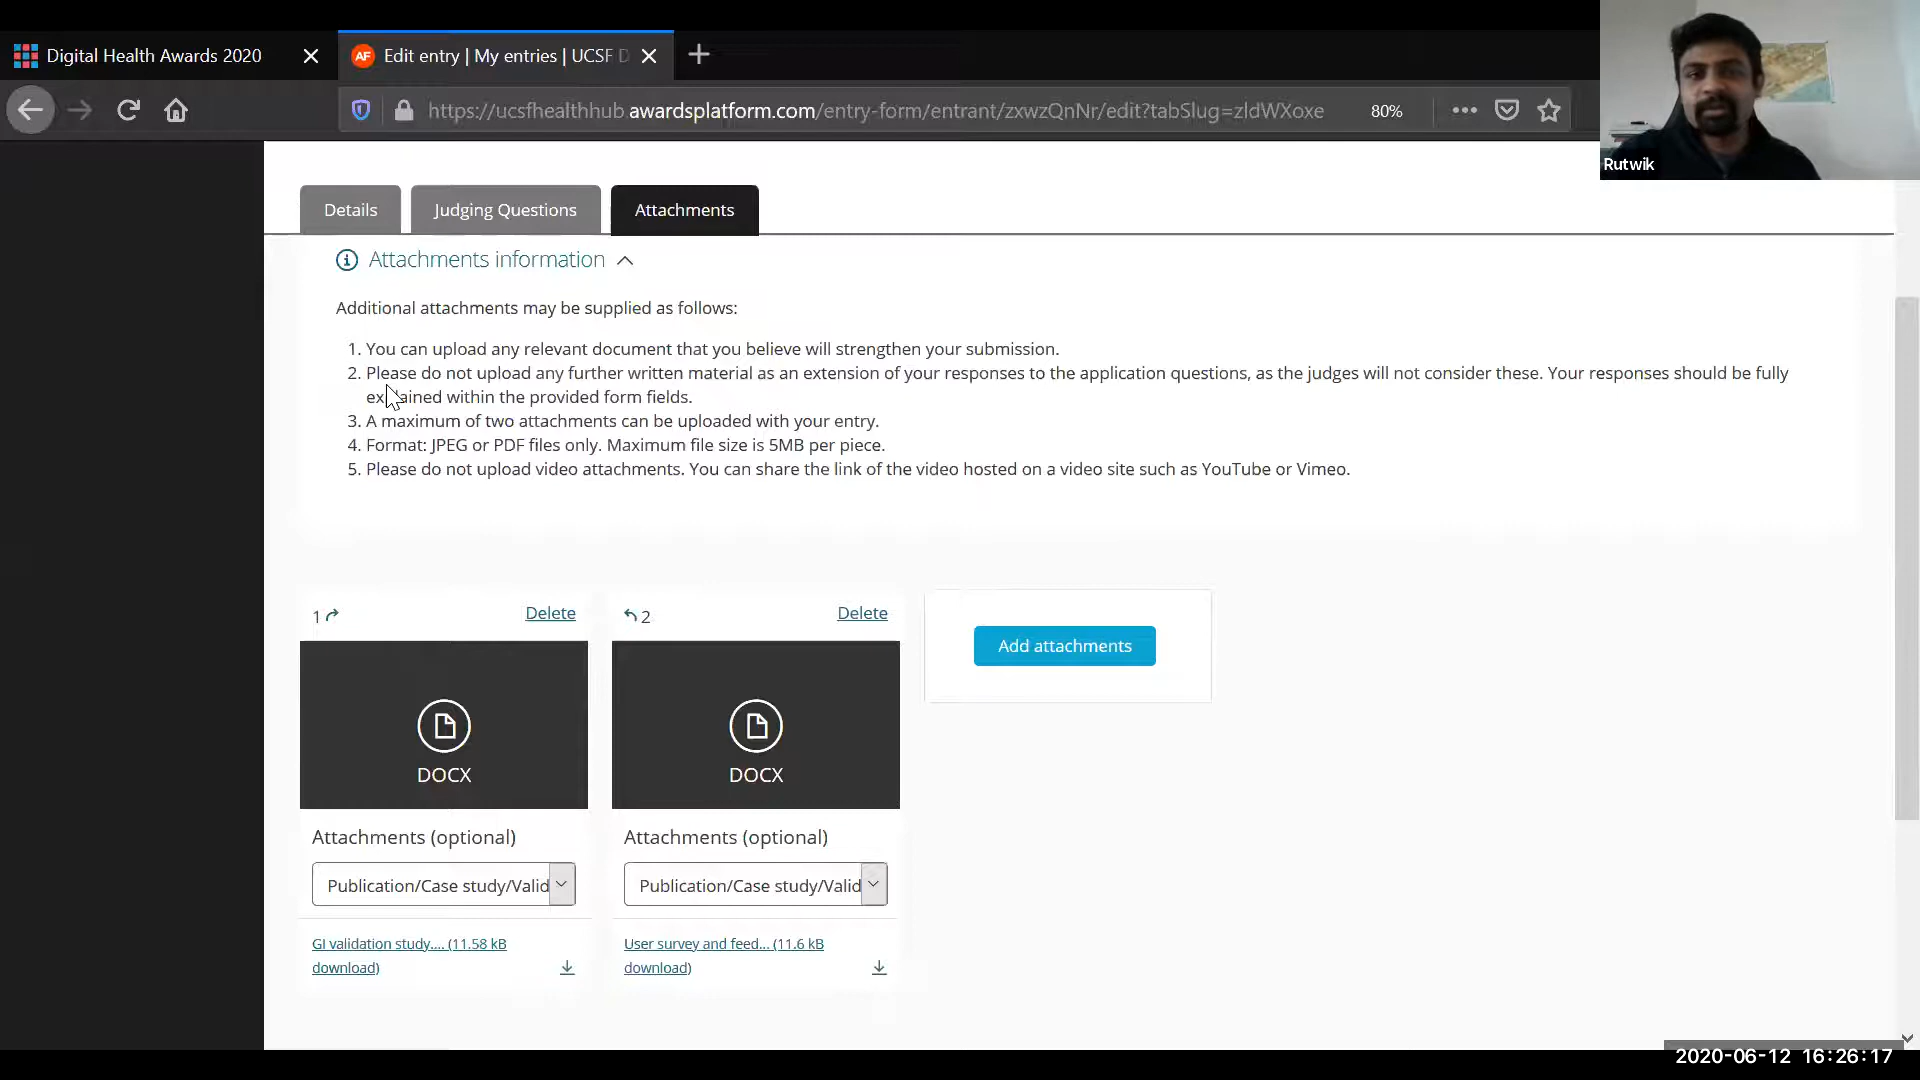 Digital Health Awards 2020
AF Edit entry | My entries | UCSF D
https://ucsfhealthhub.awardsplatform.com/entry-form/entrant/zxwzQnNr/edit?tabSlug=zldWXoxe
80%
Rutwik
Details
Judging Questions
Attachments
Attachments information
Additional attachments may be supplied as follows:
1. You can upload any relevant document that you believe will strengthen your submission.
2. Please do not upload any further written material as an extension of your responses to the application questions, as the judges will not consider these. Your responses should be fully
explained within the provided form fields.
3. A maximum of two attachments can be uploaded with your entry.
4. Format: JPEG or PDF files only. Maximum file size is 5MB per piece.
5. Please do not upload video attachments. You can share the link of the video hosted on a video site such as YouTube or Vimeo.
1
Delete
2
Delete
Add attachments
DOCX
DOCX
Attachments (optional)
Attachments (optional)
Publication/Case study/Valid
Publication/Case study/Valid
GI validation study.... (11.58 kB
download)
User survey and feed... (11.6 kB
download)
2020-06-12 16:26:17